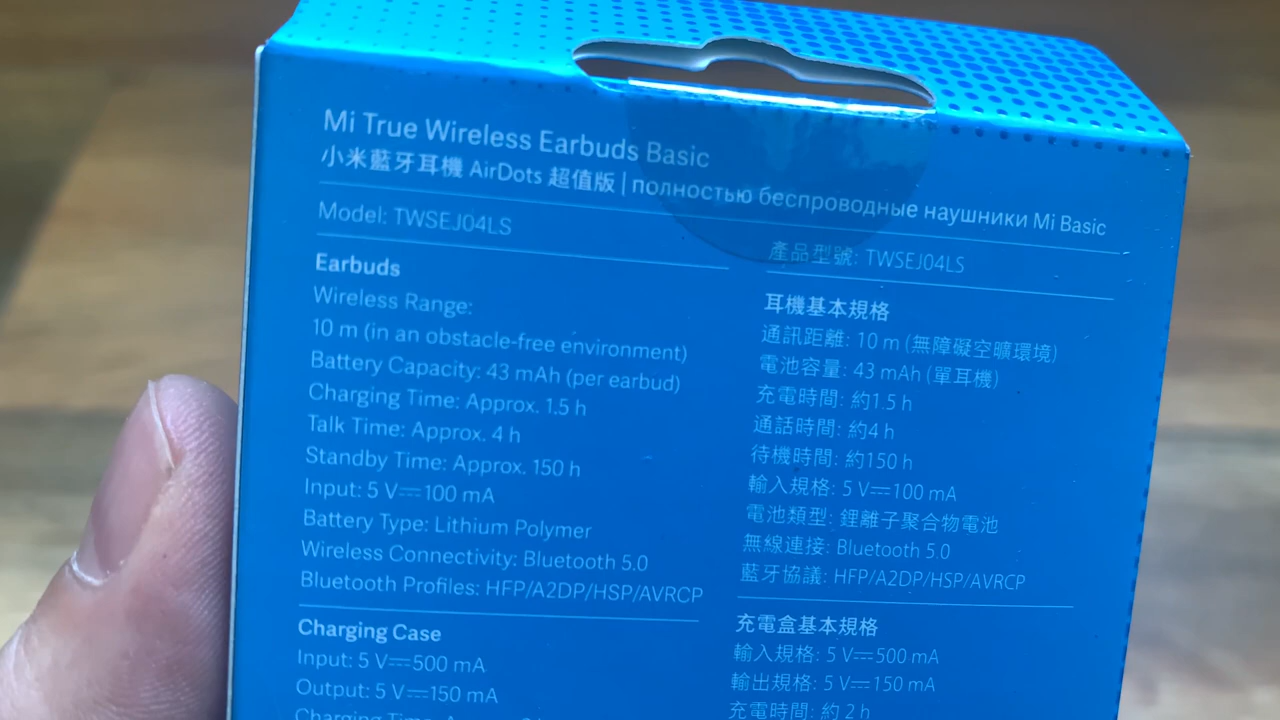 Mi True Wireless Earbuds Basic
小米藍牙耳機 AirDots 超值版 | полностью беспроводные наушники Mi Basic
Model: TWSEJ04LS
Earbuds
Wireless Range:
10 m (in an obstacle-free environment)
Battery Capacity: 43 mAh (per earbud)
Charging Time: Approx. 1.5 h
Talk Time: Approx. 4 h
Standby Time: Approx. 150 h
Input: 5 V⎓100 mA
Battery Type: Lithium Polymer
Wireless Connectivity: Bluetooth 5.0
Bluetooth Profiles: HFP/A2DP/HSP/AVRCP
Charging Case
Input: 5 V⎓500 mA
Output: 5 V⎓150 mA
Charging Time:
產品型號: TWSEJ04LS
耳機基本規格
通訊距離: 10 m (無障礙空曠環境)
電池容量: 43 mAh (單耳機)
充電時間: 約1.5 h
通話時間: 約4 h
待機時間: 約150 h
輸入規格: 5 V⎓100 mA
電池類型: 鋰離子聚合物電池
無線連接: Bluetooth 5.0
藍牙協議: HFP/A2DP/HSP/AVRCP
充電盒基本規格
輸入規格: 5 V⎓500 mA
輸出規格: 5 V⎓150 mA
充電時間: 約 2 h